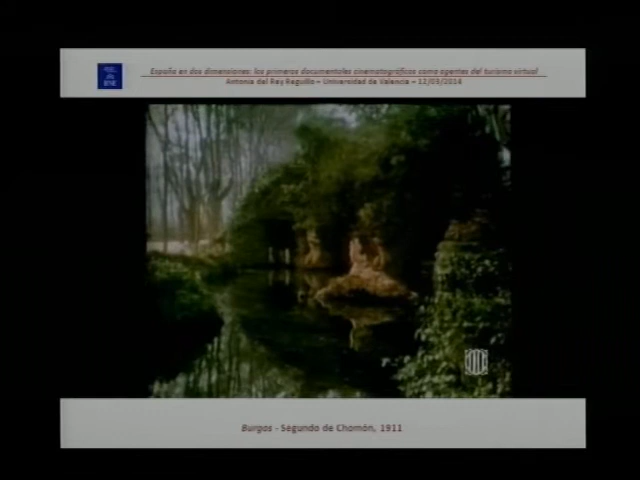 España en dos dimensiones: los primeros documentales cinematográficos como agentes del turismo virtual
Antonia del Rey Reguillo – Universidad de Valencia – 12/03/2014
Burgos - Segundo de Chomón, 1911